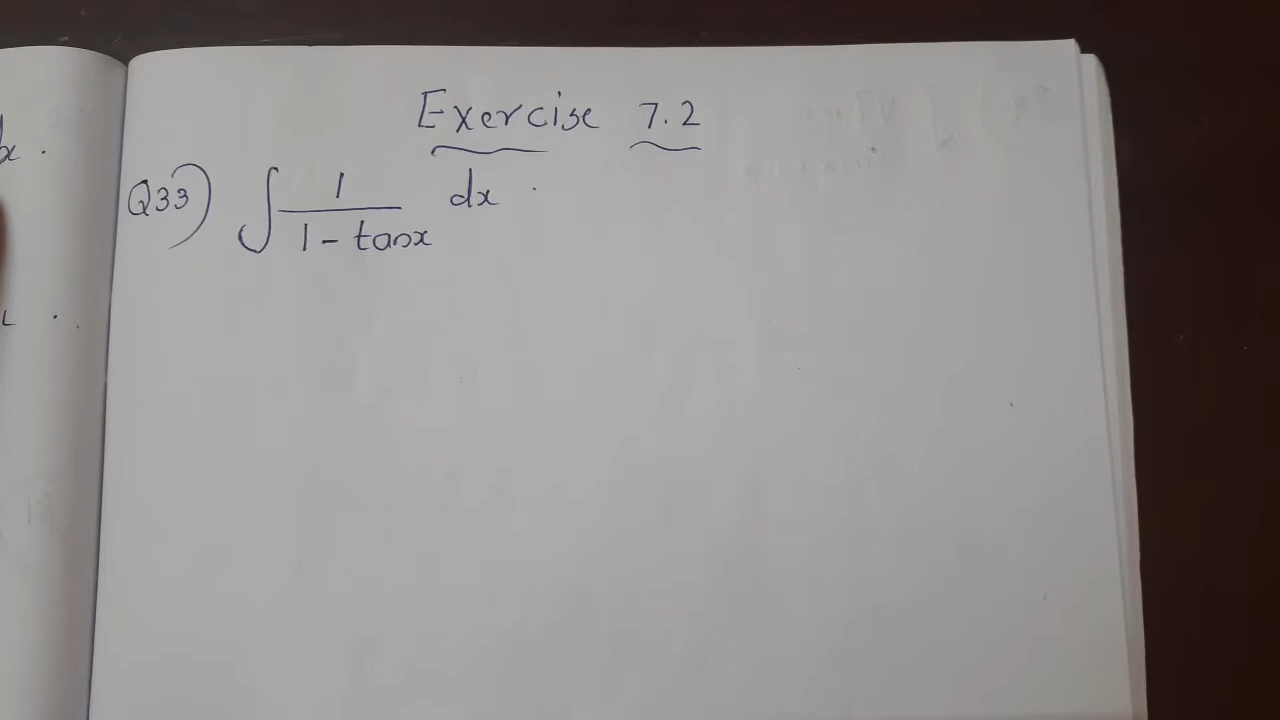 Exercise 7.2
Q33) ∫ 1/(1 - tanx) dx .